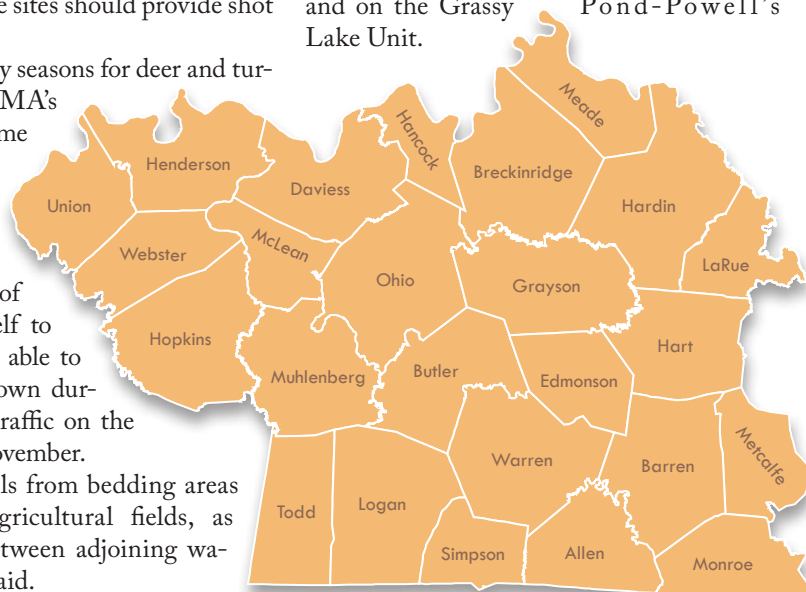 e sites should provide shot
y seasons for deer and tur-
MA's
me
of
elf to
able to
own dur-
raffic on the
ovember.
ls from bedding areas
gricultural fields, as
tween adjoining wa-
aid.
and on the Grassy
Lake Unit.
Pond-Powell's
Meade
Hancock
Henderson
Breckinridge
Daviess
Union
Hardin
McLean
Webster
LaRue
Ohio
Grayson
Hopkins
Hart
Muhlenberg
Butler
Edmonson
Metcalfe
Warren
Barren
Logan
Todd
Simpson
Allen
Monroe